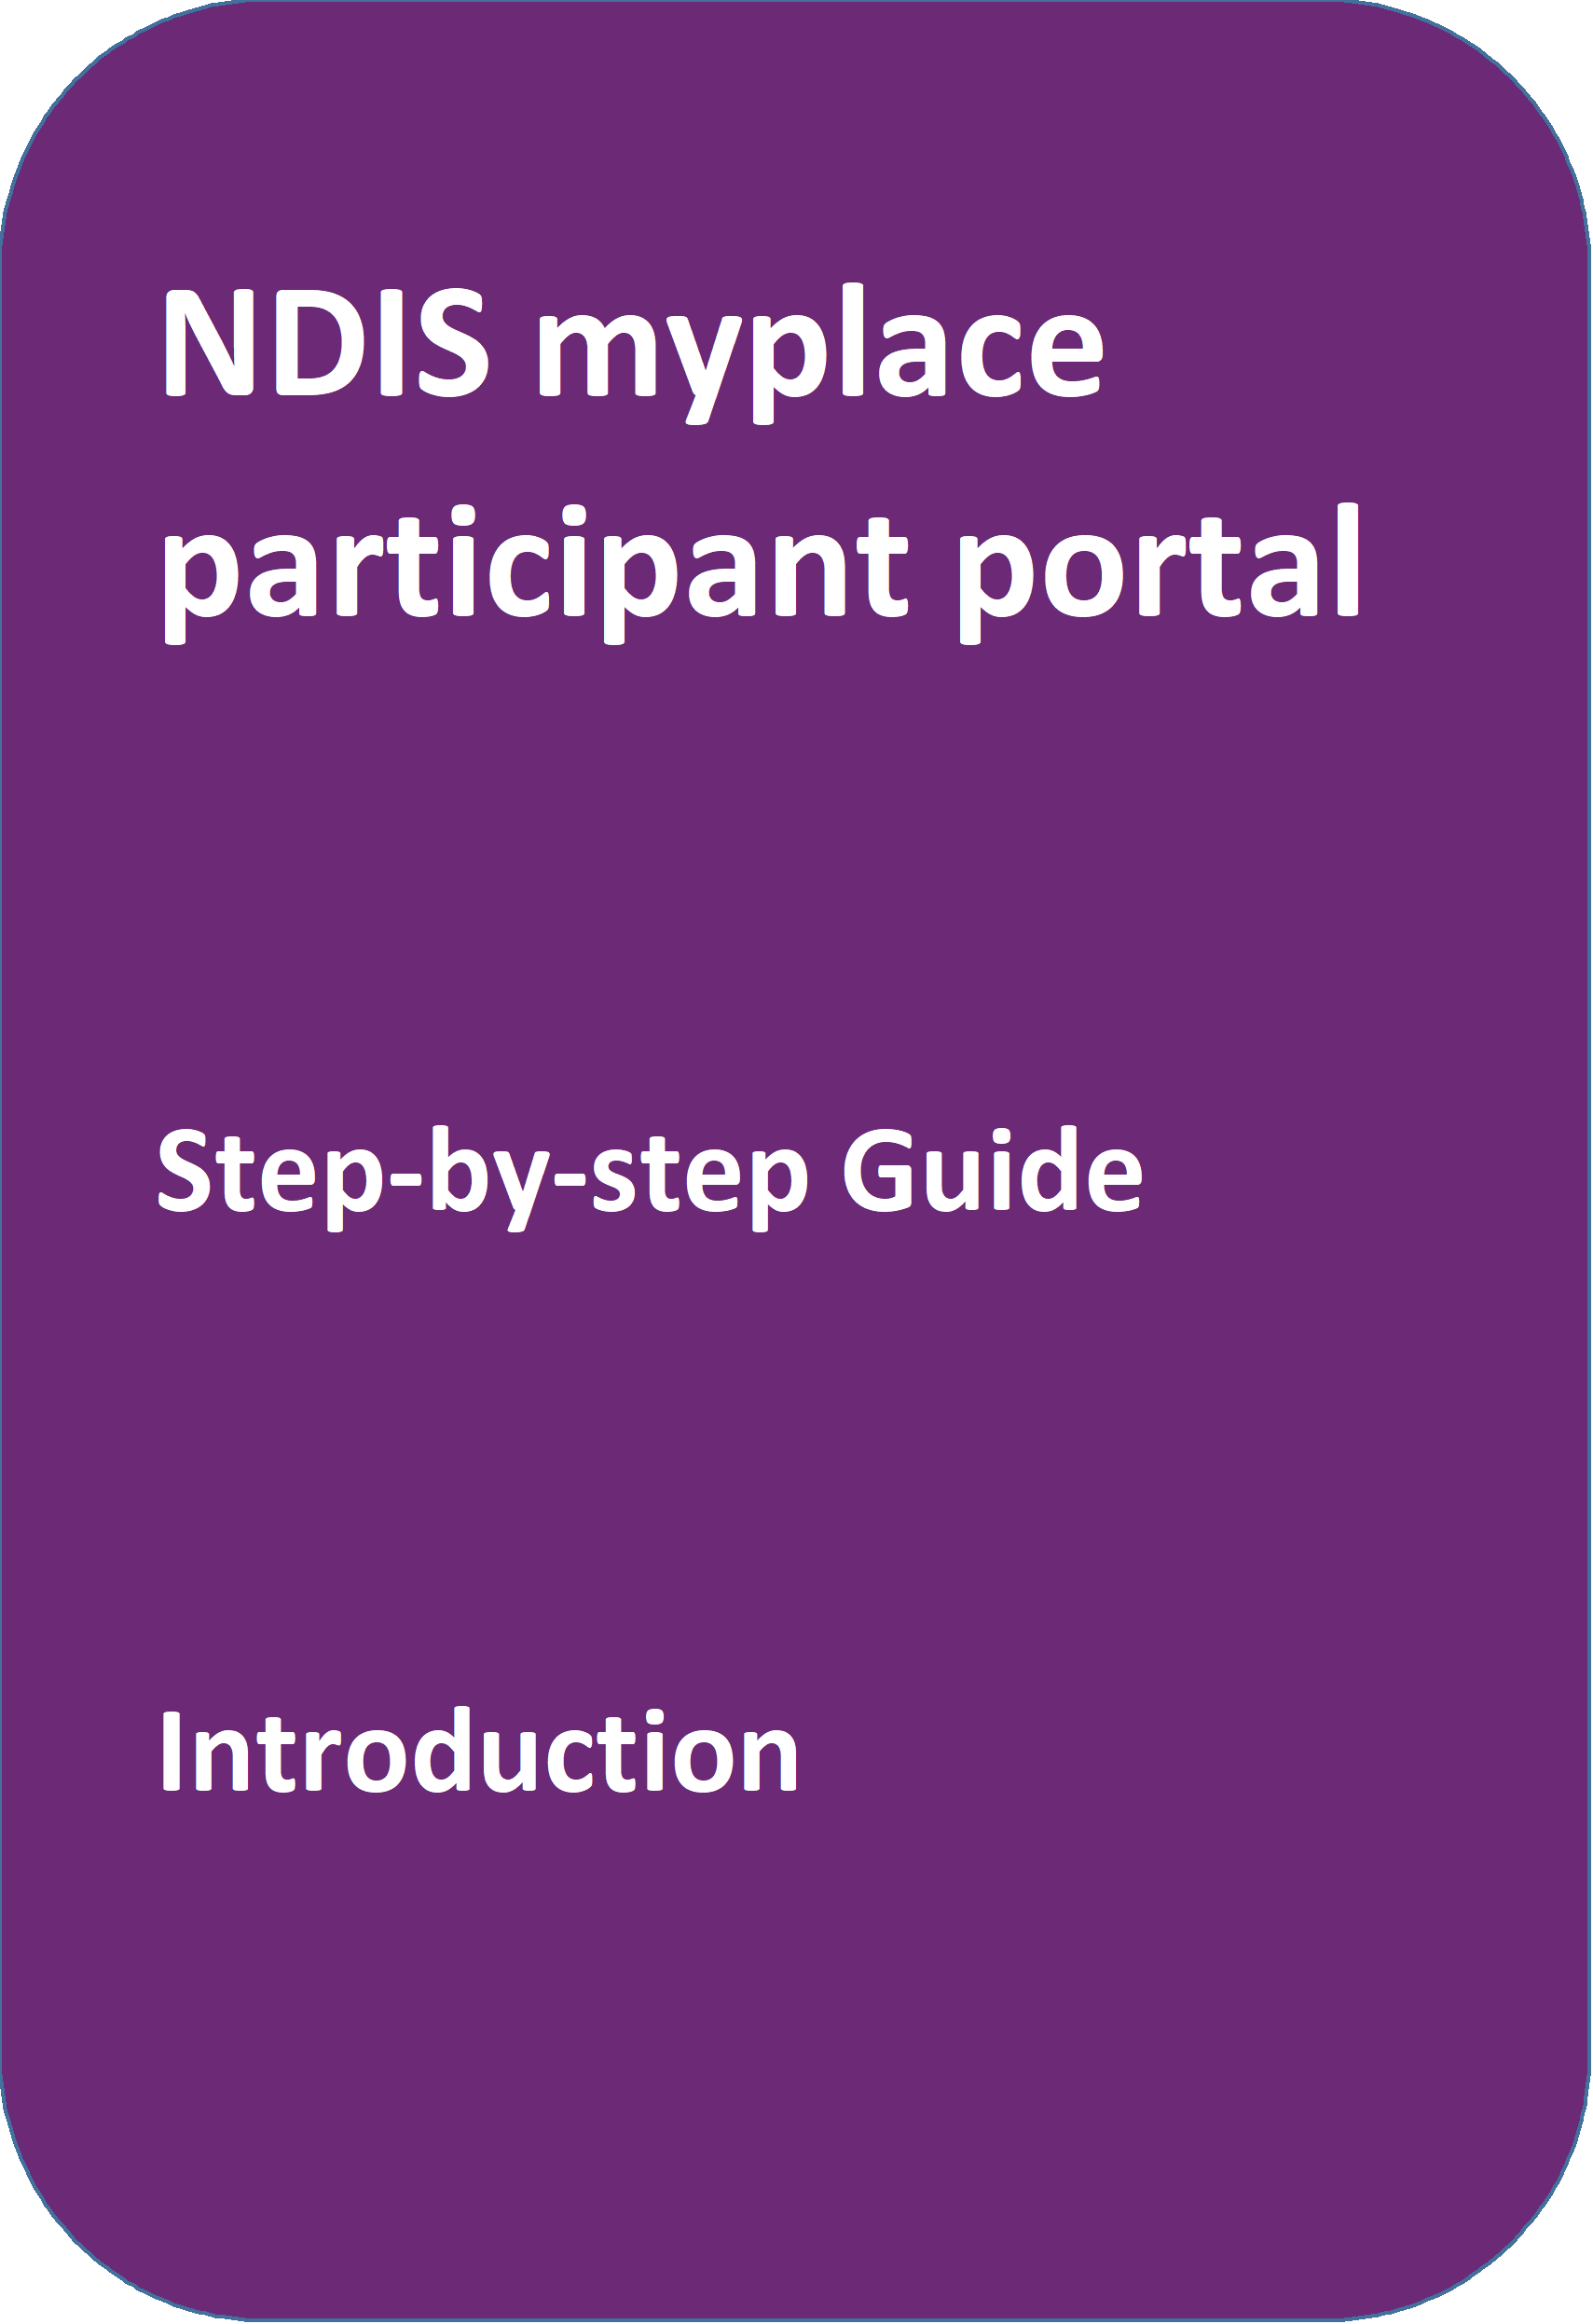 NDIS myplace
participant portal
Step-by-step Guide
Introduction